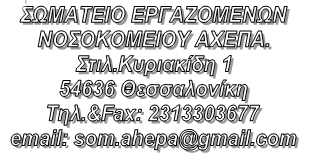 ΣΩΜΑΤΕΙΟ ΕΡΓΑΖΟΜΕΝΩΝ
ΝΟΣΟΚΟΜΕΙΟΥ ΑΧΕΠΑ.
Στιλ.Κυριακίδη 1
54636 Θεσσαλονίκη
Τηλ.&Fax: 2313303677
email: som.ahepa@gmail.com